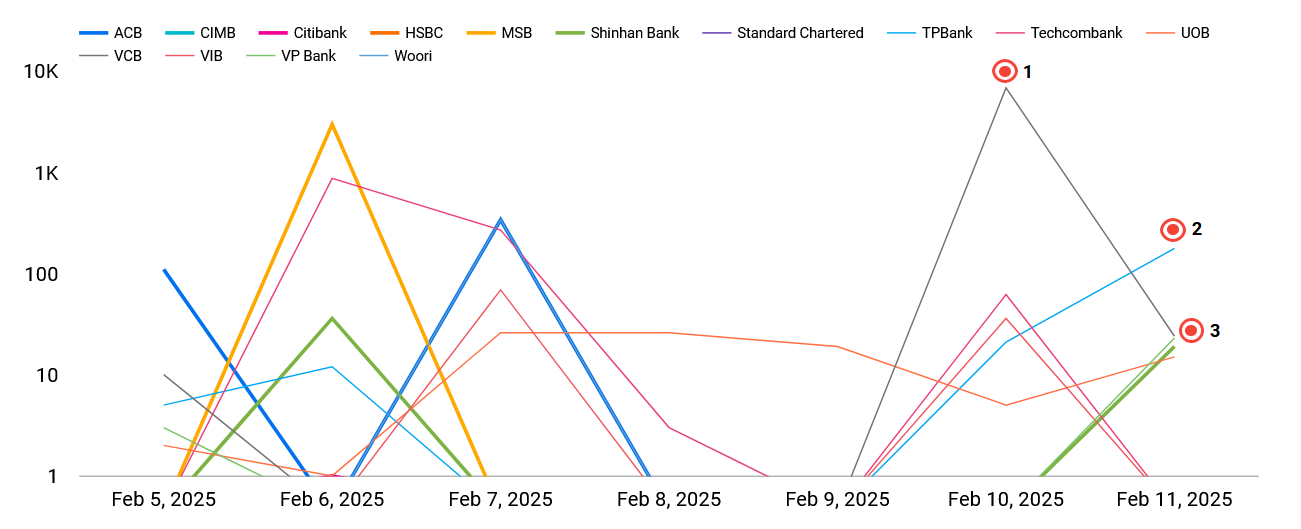 ACB CIMB Citibank HSBC MSB Shinhan Bank Standard Chartered TPBank Techcombank UOB
VCB VIB VP Bank Woori
10K
1
1K
2
100
3
10
1
Feb 5, 2025 Feb 6, 2025 Feb 7, 2025 Feb 8, 2025 Feb 9, 2025 Feb 10, 2025 Feb 11, 2025